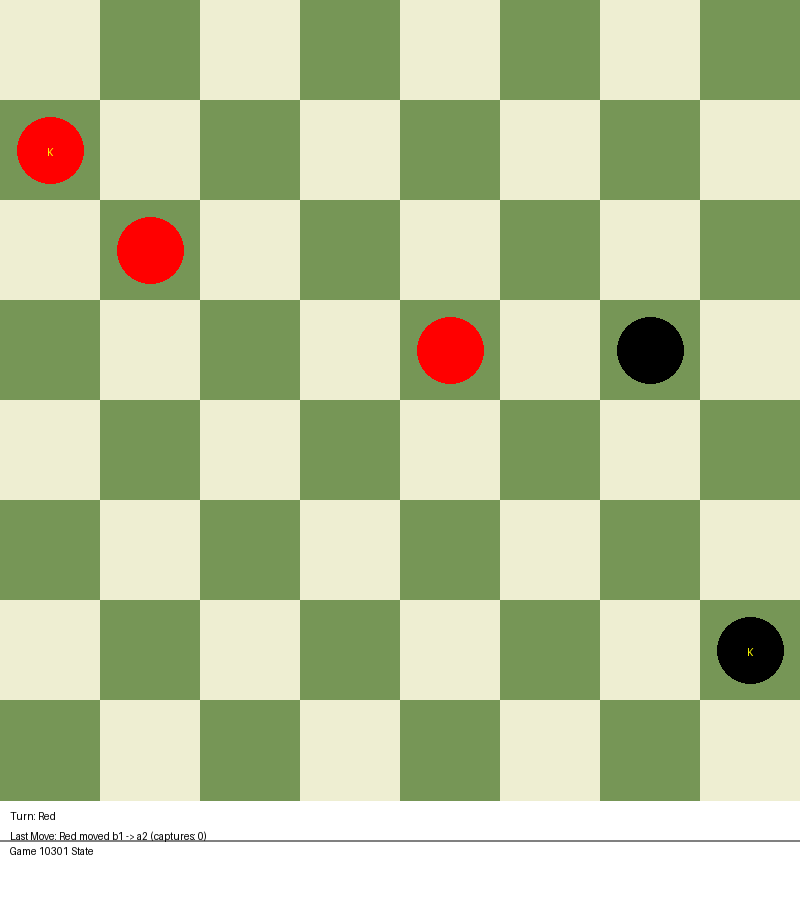 K
K
Turn: Red
Last Move: Red moved b1 -> a2 (captures: 0)
Game 10301 State